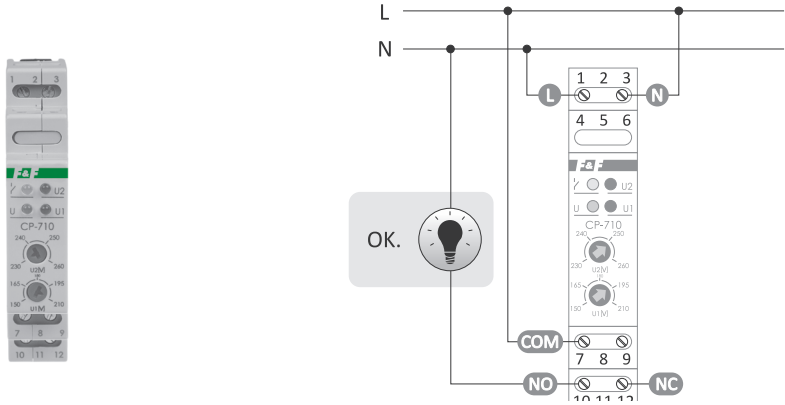 L
N
1 2 3
L
N
4 5 6
F&F
U2
U
U1
CP-710
240
250
230
260
U2[V]
165
195
150
210
U1[V]
OK.
COM
7 8 9
NO
NC
10 11 12
1 2 3
F&F
U2
U
U1
CP-710
240
250
230
260
U2[V]
165
195
150
210
U1[V]
7 8 9
10 11 12